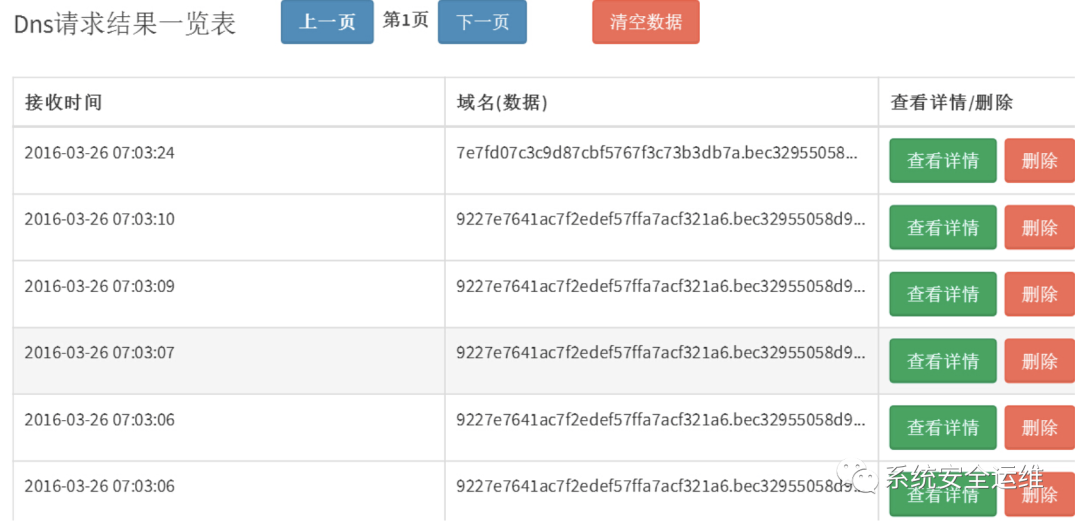 Dns请求结果一览表 上一页 第1页 下一页 清空数据
接收时间 域名(数据) 查看详情/删除
2016-03-26 07:03:24 7e7fd07c3c9d87cbf5767f3c73b3db7a.bec32955058... 查看详情 删除
2016-03-26 07:03:10 9227e7641ac7f2edef57ffa7acf321a6.bec32955058d9... 查看详情 删除
2016-03-26 07:03:09 9227e7641ac7f2edef57ffa7acf321a6.bec32955058d9... 查看详情 删除
2016-03-26 07:03:07 9227e7641ac7f2edef57ffa7acf321a6.bec32955058d9... 查看详情 删除
2016-03-26 07:03:06 9227e7641ac7f2edef57ffa7acf321a6.bec32955058d9... 查看详情 删除
2016-03-26 07:03:06 9227e7641ac7f2edef57ffa7acf321a6.bec32955058d9... 查看详情 删除
系统安全运维